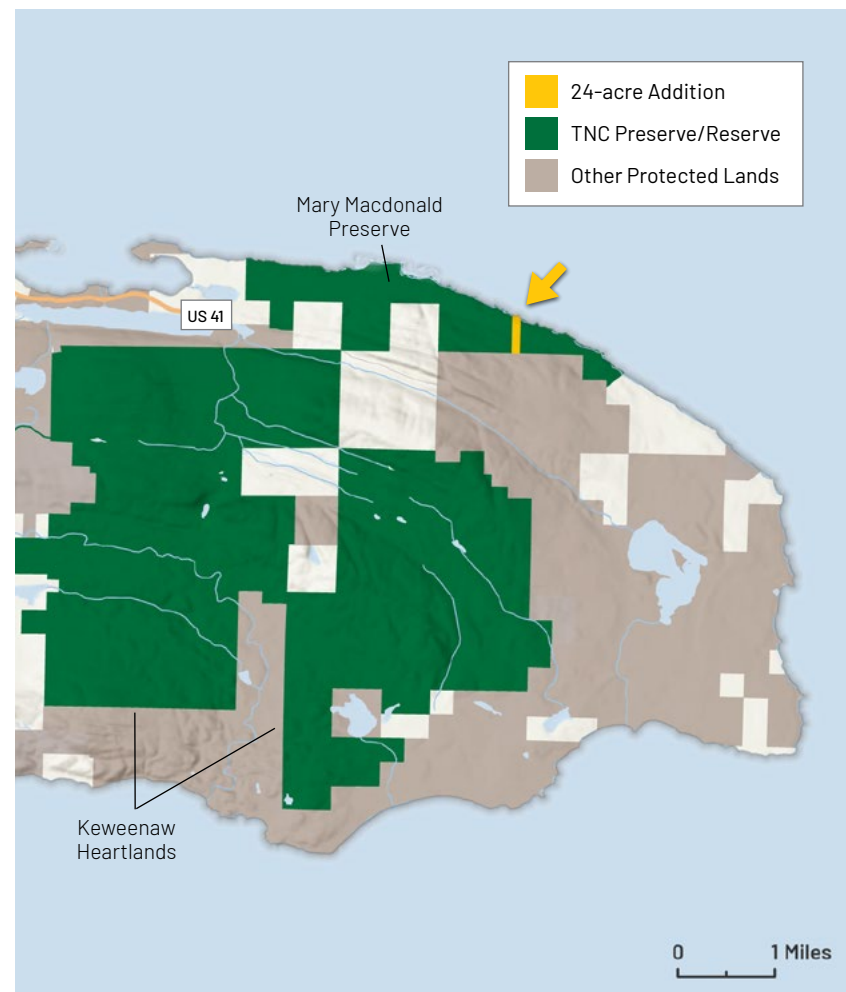 24-acre Addition
TNC Preserve/Reserve
Other Protected Lands
Mary Macdonald
Preserve
US 41
Keweenaw
Heartlands
0 1 Miles